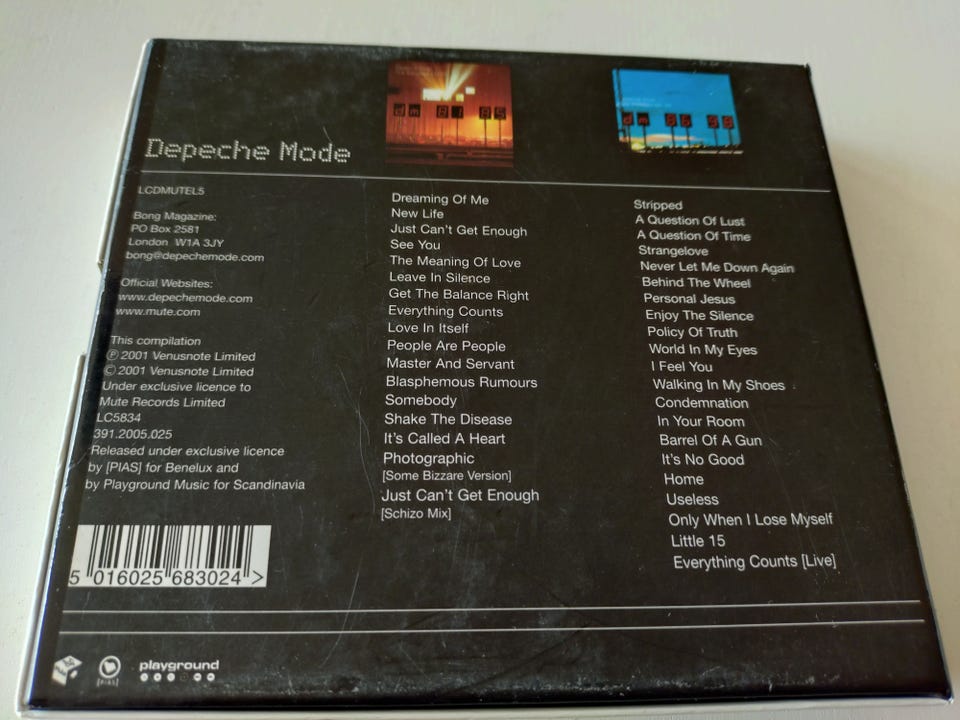 Depeche Mode
LCDMUTEL5
Bong Magazine:
PO Box 2581
London W1A 3JY
bong@depechemode.com
Official Websites:
www.depechemode.com
www.mute.com
This compilation
℗ 2001 Venusnote Limited
© 2001 Venusnote Limited
Under exclusive licence to
Mute Records Limited
LC5834
391.2005.025
Released under exclusive licence
by [PIAS] for Benelux and
by Playground Music for Scandinavia
5 016025 683024 >
dm 81 85
Dreaming Of Me
New Life
Just Can't Get Enough
See You
The Meaning Of Love
Leave In Silence
Get The Balance Right
Everything Counts
Love In Itself
People Are People
Master And Servant
Blasphemous Rumours
Somebody
Shake The Disease
It's Called A Heart
Photographic
[Some Bizzare Version]
Just Can't Get Enough
[Schizo Mix]
dm 86 98
Stripped
A Question Of Lust
A Question Of Time
Strangelove
Never Let Me Down Again
Behind The Wheel
Personal Jesus
Enjoy The Silence
Policy Of Truth
World In My Eyes
I Feel You
Walking In My Shoes
Condemnation
In Your Room
Barrel Of A Gun
It's No Good
Home
Useless
Only When I Lose Myself
Little 15
Everything Counts [Live]
[PIAS]
playground